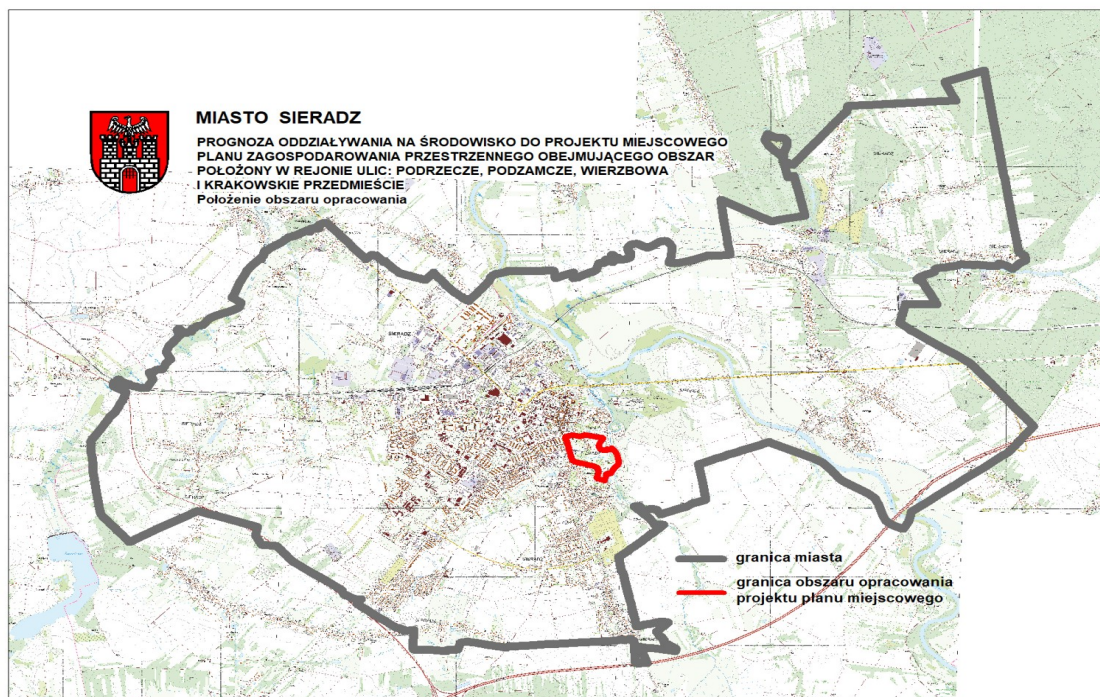 MIASTO SIERADZ
PROGNOZA ODDZIAŁYWANIA NA ŚRODOWISKO DO PROJEKTU MIEJSCOWEGO
PLANU ZAGOSPODAROWANIA PRZESTRZENNEGO OBEJMUJĄCEGO OBSZAR
POŁOŻONY W REJONIE ULIC: PODRZECZE, PODZAMCZE, WIERZBOWA
I KRAKOWSKIE PRZEDMIEŚCIE
Położenie obszaru opracowania
SIERADZ
granica miasta
granica obszaru opracowania
projektu planu miejscowego